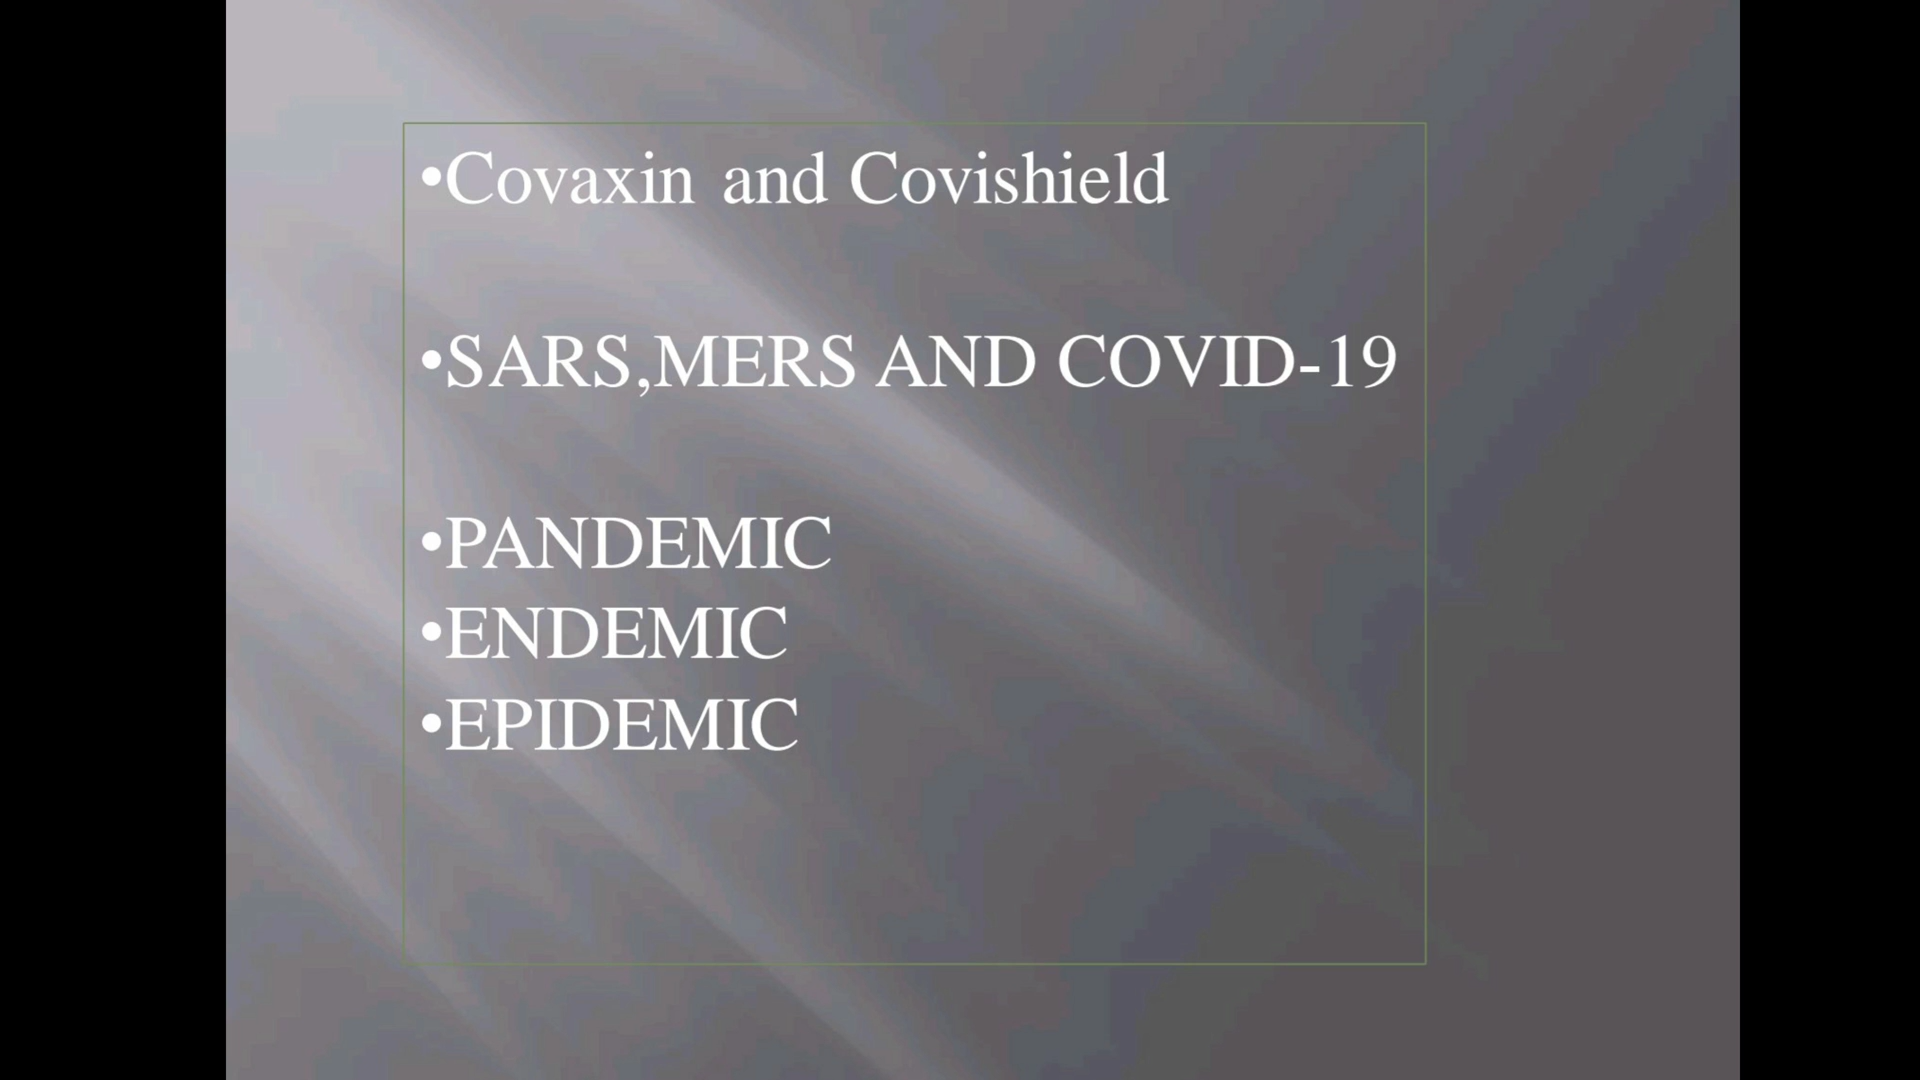 •Covaxin and Covishield
•SARS,MERS AND COVID-19
•PANDEMIC
•ENDEMIC
•EPIDEMIC